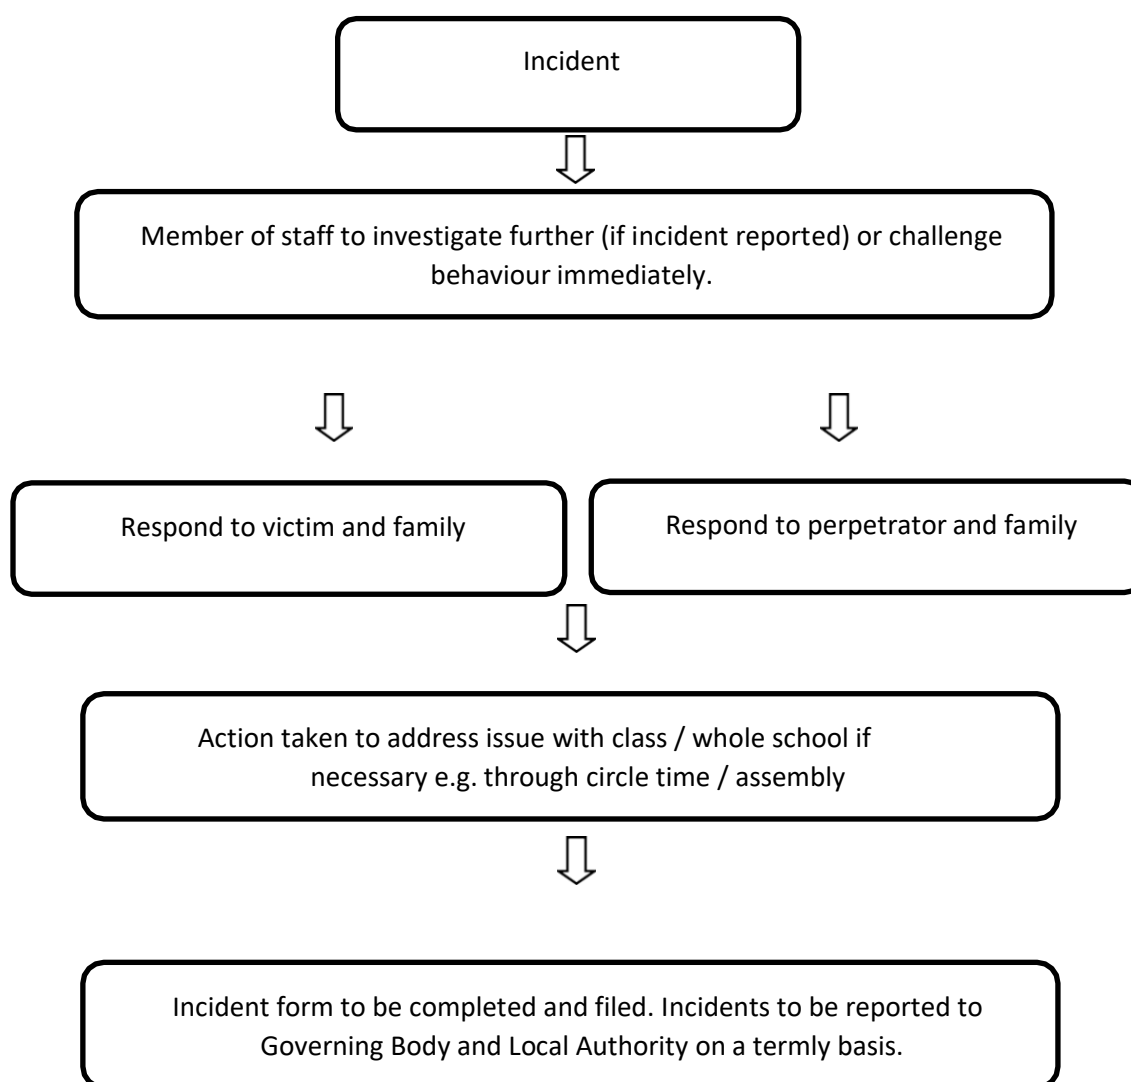 Incident
Member of staff to investigate further (if incident reported) or challenge
behaviour immediately.
Respond to victim and family
Respond to perpetrator and family
Action taken to address issue with class / whole school if
necessary e.g. through circle time / assembly
Incident form to be completed and filed. Incidents to be reported to
Governing Body and Local Authority on a termly basis.